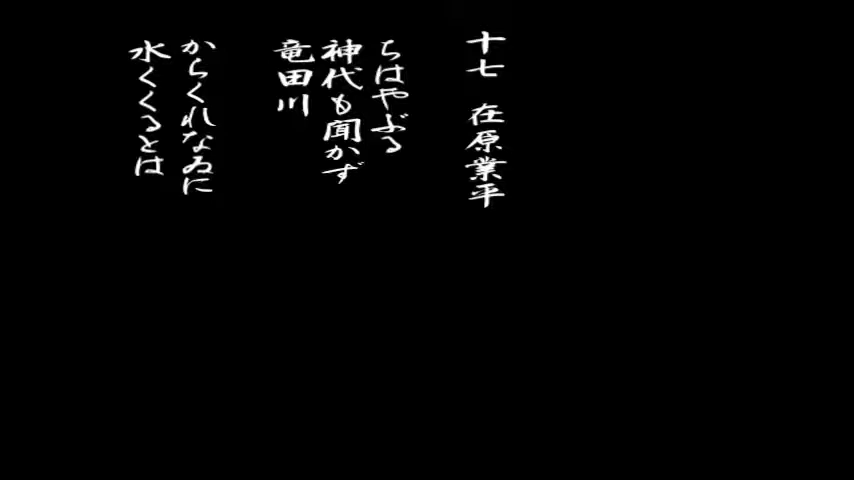 十七 在原業平
ちはやぶる
神代も聞かず
竜田川
からくれなゐに
水くくるとは